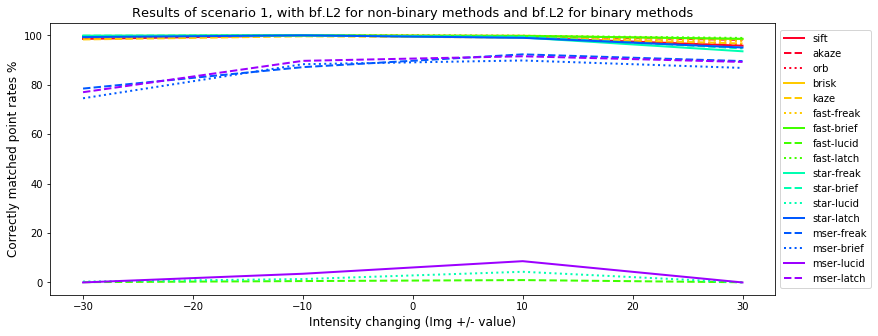 Results of scenario 1, with bf.L2 for non-binary methods and bf.L2 for binary methods
Correctly matched point rates %
100
80
60
40
20
0
−30
−20
−10
0
10
20
30
Intensity changing (Img +/- value)
sift
akaze
orb
brisk
kaze
fast-freak
fast-brief
fast-lucid
fast-latch
star-freak
star-brief
star-lucid
star-latch
mser-freak
mser-brief
mser-lucid
mser-latch